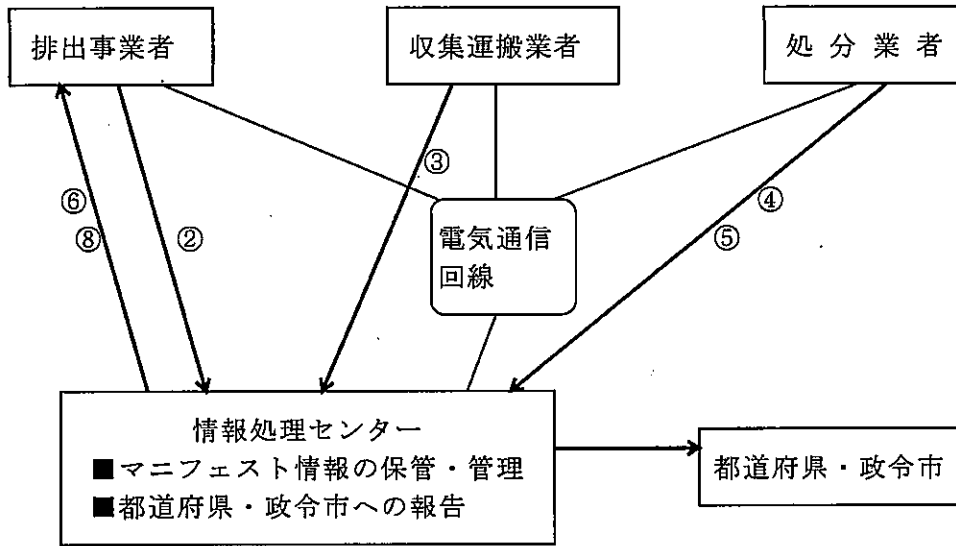 排出事業者
収集運搬業者
処分業者
③
⑥
⑧
②
④
⑤
電気通信
回線
情報処理センター
■マニフェスト情報の保管・管理
■都道府県・政令市への報告
都道府県・政令市